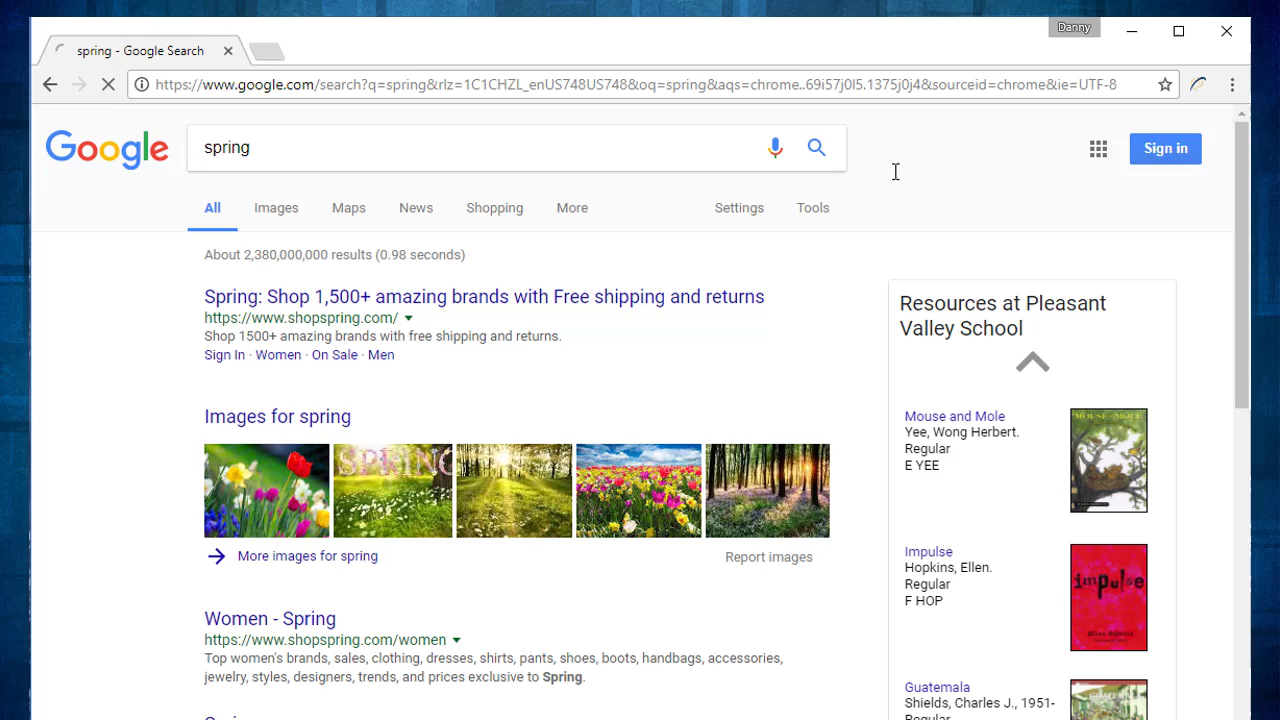 Danny
spring - Google Search
https://www.google.com/search?q=spring&rlz=1C1CHZL_enUS748US748&oq=spring&aqs=chrome..69i57j0l5.1375j0j4&sourceid=chrome&ie=UTF-8
Google
spring
Sign in
All Images Maps News Shopping More Settings Tools
About 2,380,000,000 results (0.98 seconds)
Spring: Shop 1,500+ amazing brands with Free shipping and returns
https://www.shopspring.com/
Shop 1500+ amazing brands with free shipping and returns.
Sign In · Women · On Sale · Men
Images for spring
SPRING
More images for spring
Report images
Women - Spring
https://www.shopspring.com/women
Top women's brands, sales, clothing, dresses, shirts, pants, shoes, boots, handbags, accessories,
jewelry, styles, designers, trends, and prices exclusive to Spring.
Resources at Pleasant
Valley School
Mouse and Mole
Yee, Wong Herbert.
Regular
E YEE
MOUSE and MOLE
Impulse
Hopkins, Ellen.
Regular
F HOP
impulse
Guatemala
Shields, Charles J., 1951-
Regular